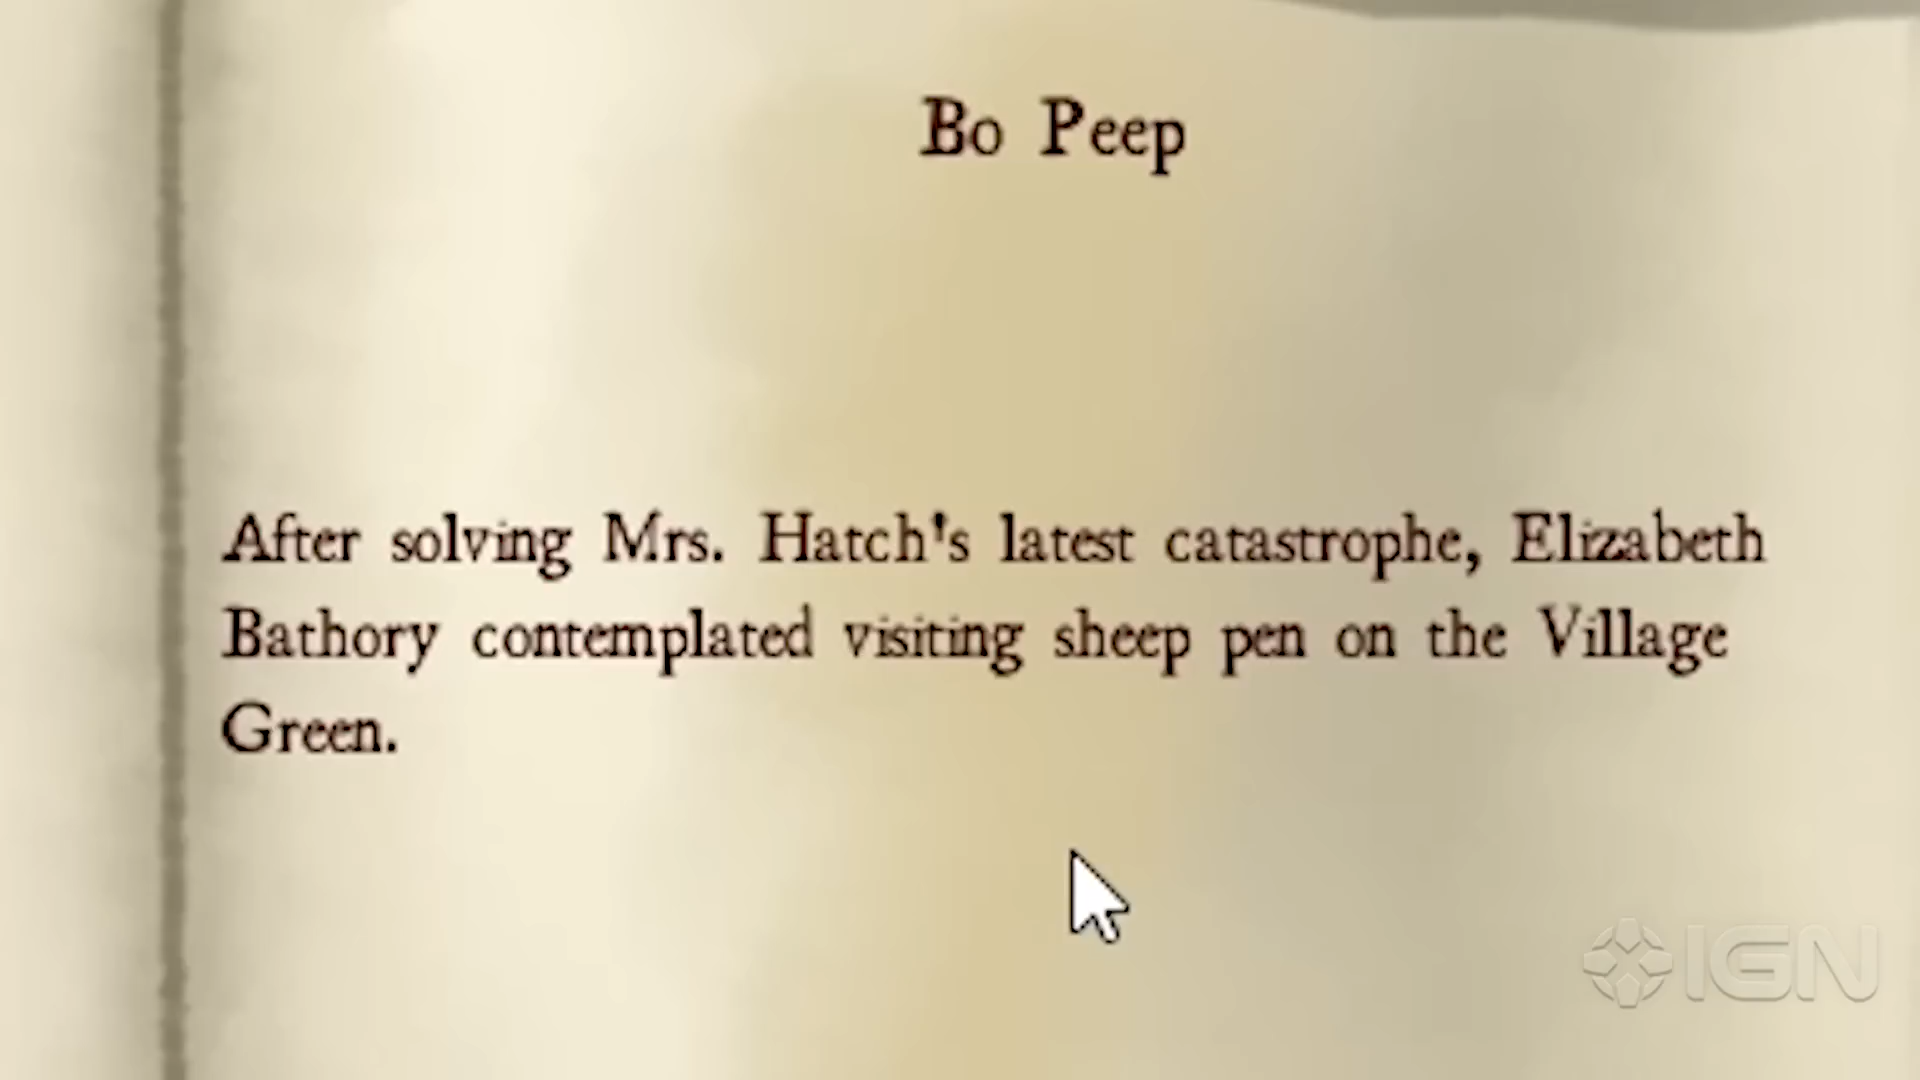 Bo Peep
After solving Mrs. Hatch's latest catastrophe, Elizabeth
Bathory contemplated visiting sheep pen on the Village
Green.
IGN